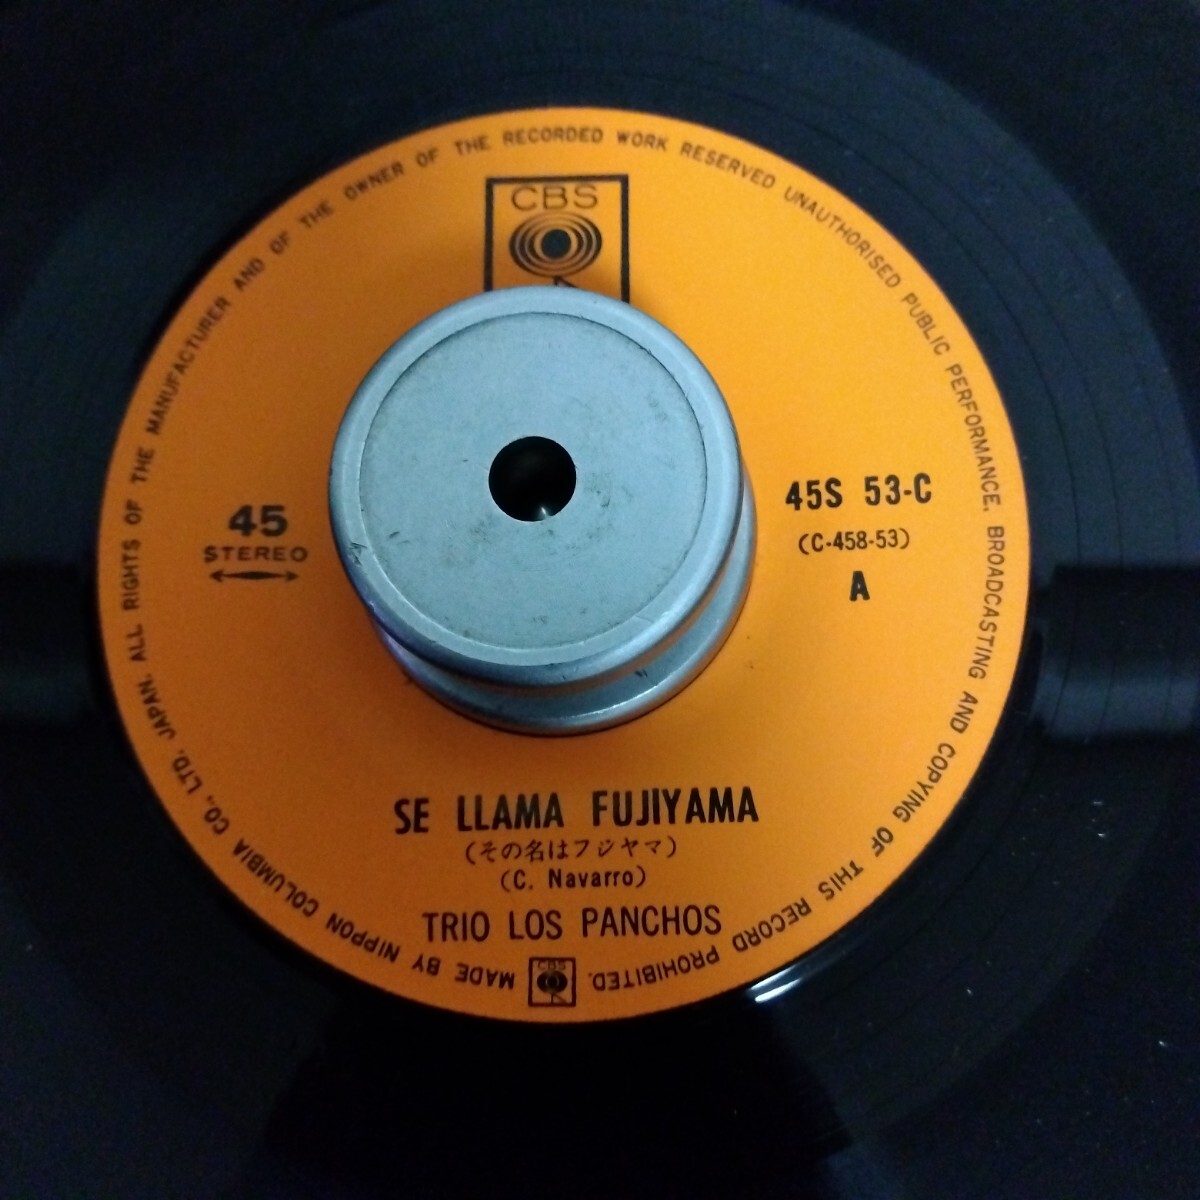 CBS
45
STEREO
45S 53-C
(C-458-53)
A
SE LLAMA FUJIYAMA
(その名はフジヤマ)
(C. Navarro)
TRIO LOS PANCHOS
CBS
MADE BY NIPPON COLUMBIA CO., LTD. JAPAN. ALL RIGHTS OF THE MANUFACTURER AND OF THE OWNER OF THE RECORDED WORK RESERVED UNAUTHORISED PUBLIC PERFORMANCE, BROADCASTING AND COPYING OF THIS RECORD PROHIBITED.